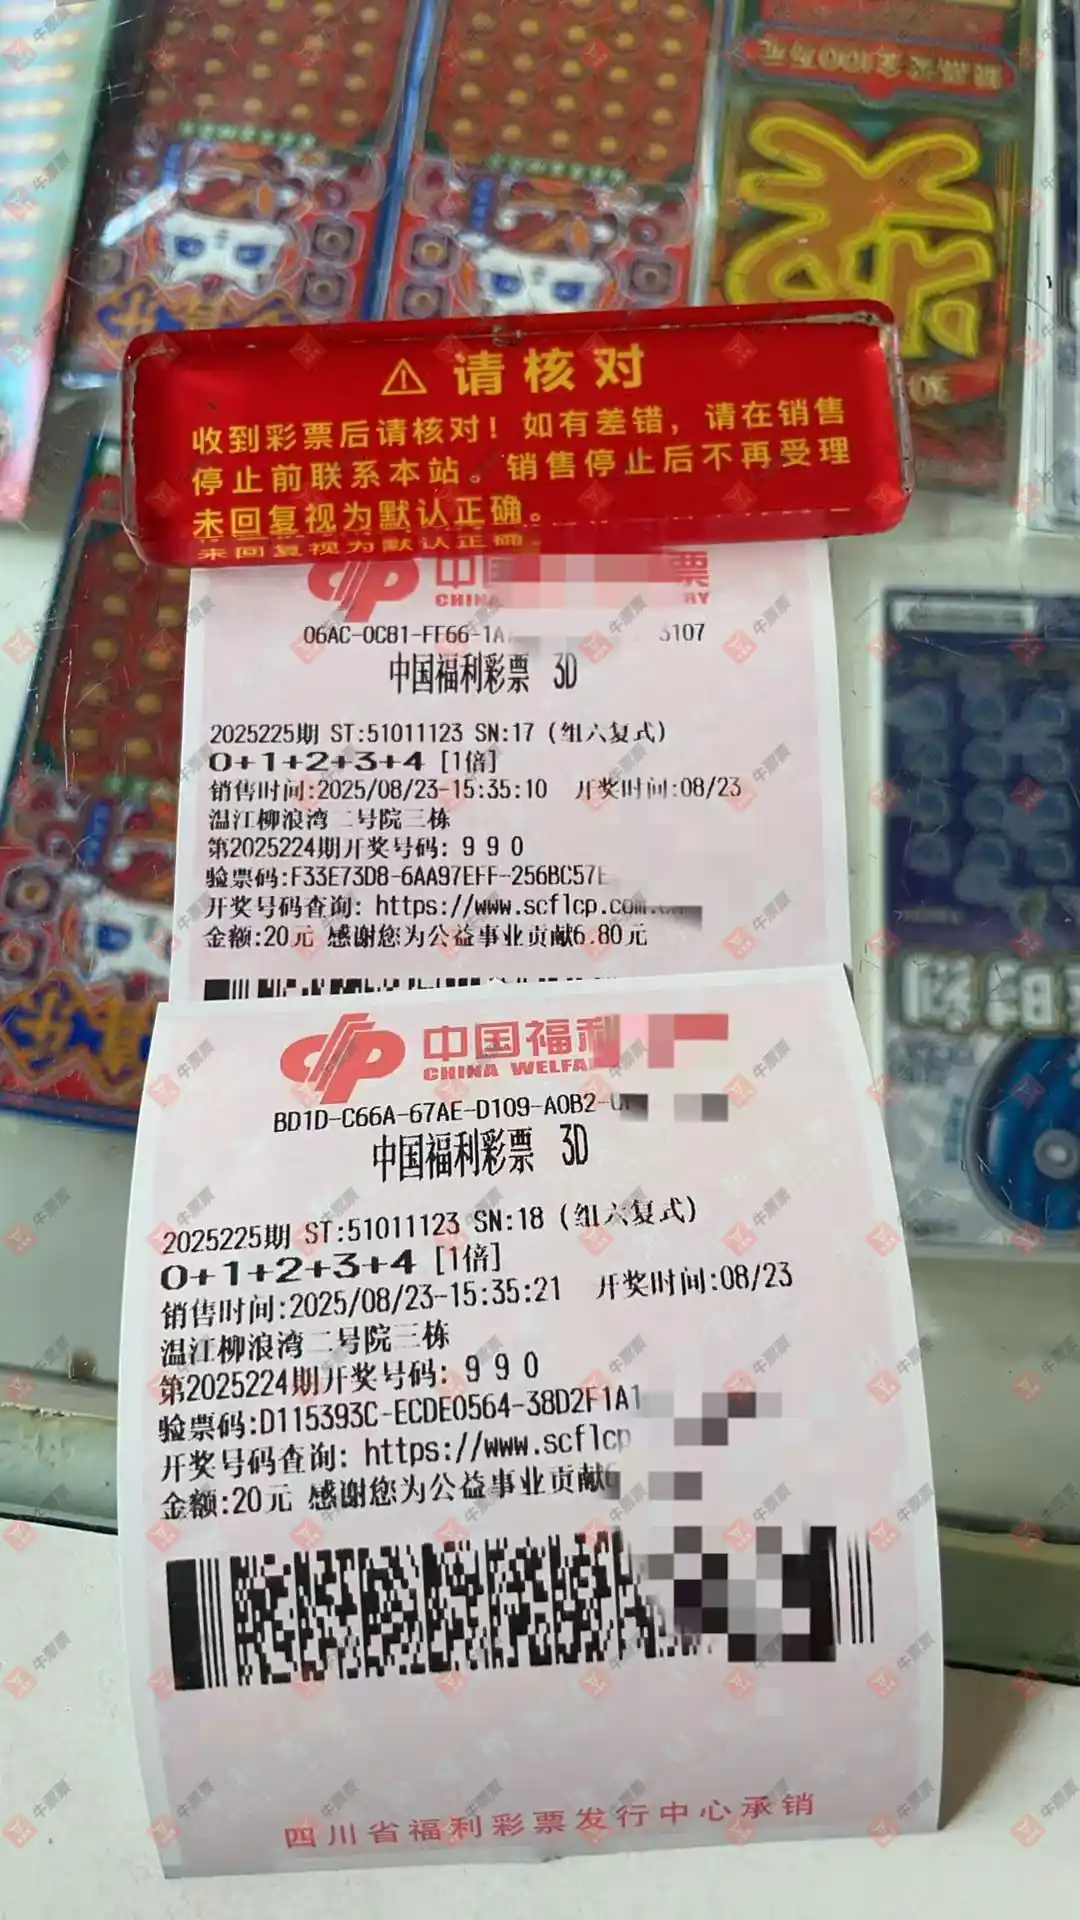 ⚠ 请核对
收到彩票后请核对！如有差错，请在销售
停止前联系本站。销售停止后不再受理
未回复视为默认正确。
中国 票
CHINA RY
06AC-0C81-FF66-1A 3107
中国福利彩票 3D
2025225期 ST:51011123 SN:17 (组六复式)
0+1+2+3+4 [1倍]
销售时间:2025/08/23-15:35:10 开奖时间:08/23
温江柳浪湾二号院三栋
第2025224期开奖号码: 9 9 0
验票码:F33E73D8-6AA97EFF-256BC57E
开奖号码查询: https://www.scflcp.com.cn
金额:20元 感谢您为公益事业贡献6.80元
中国福利
CHINA WELFA
BD1D-C66A-67AE-D109-A0B2-
中国福利彩票 3D
2025225期 ST:51011123 SN:18 (组六复式)
0+1+2+3+4 [1倍]
销售时间:2025/08/23-15:35:21 开奖时间:08/23
温江柳浪湾二号院三栋
第2025224期开奖号码: 9 9 0
验票码:D115393C-ECDE0564-38D2F1A1
开奖号码查询: https://www.scflcp
金额:20元 感谢您为公益事业贡献6
四川省福利彩票发行中心承销
牛票票